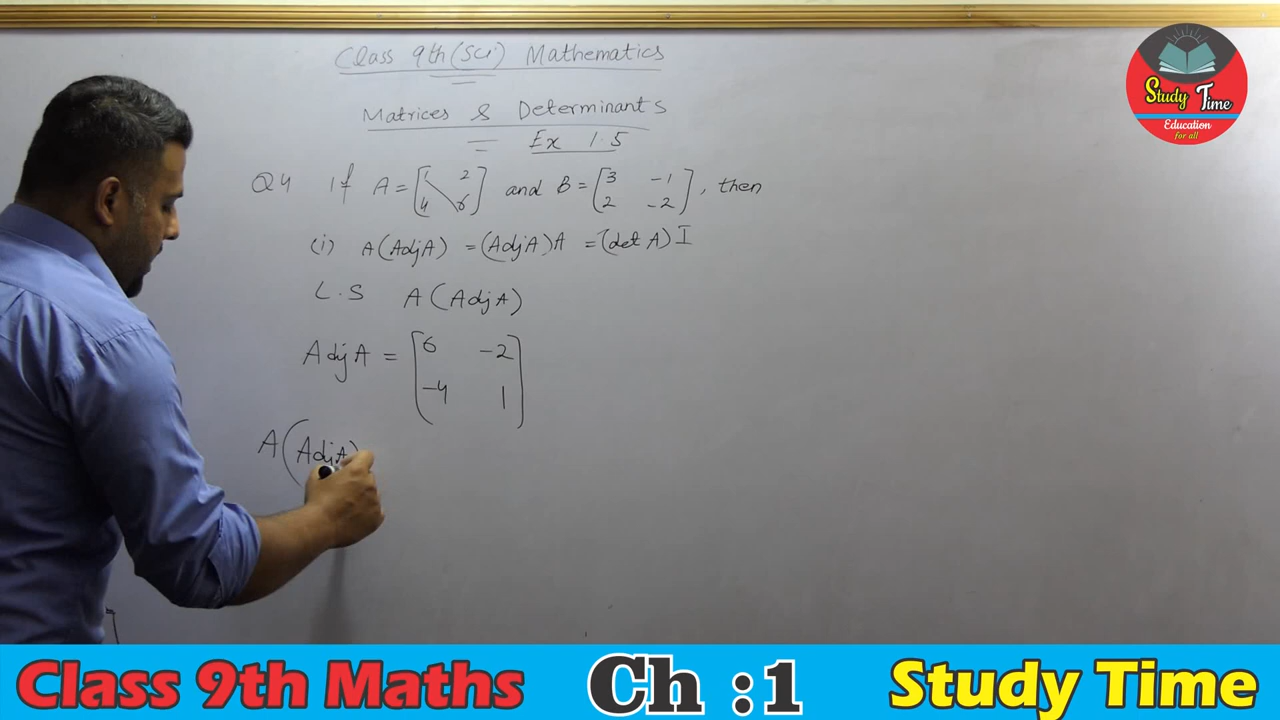 Class 9th (Sci) Mathematics
Matrices & Determinants
Ex 1.5
Q4 If A = [1 2 and B = [3 -1], then
4 6] 2 -2]
(i) A(AdjA) = (AdjA)A = (det A) I
L.S A(AdjA)
AdjA = [6 -2
-4 1]
A(AdjA)
Study Time
Education
for all
Class 9th Maths Ch :1 Study Time